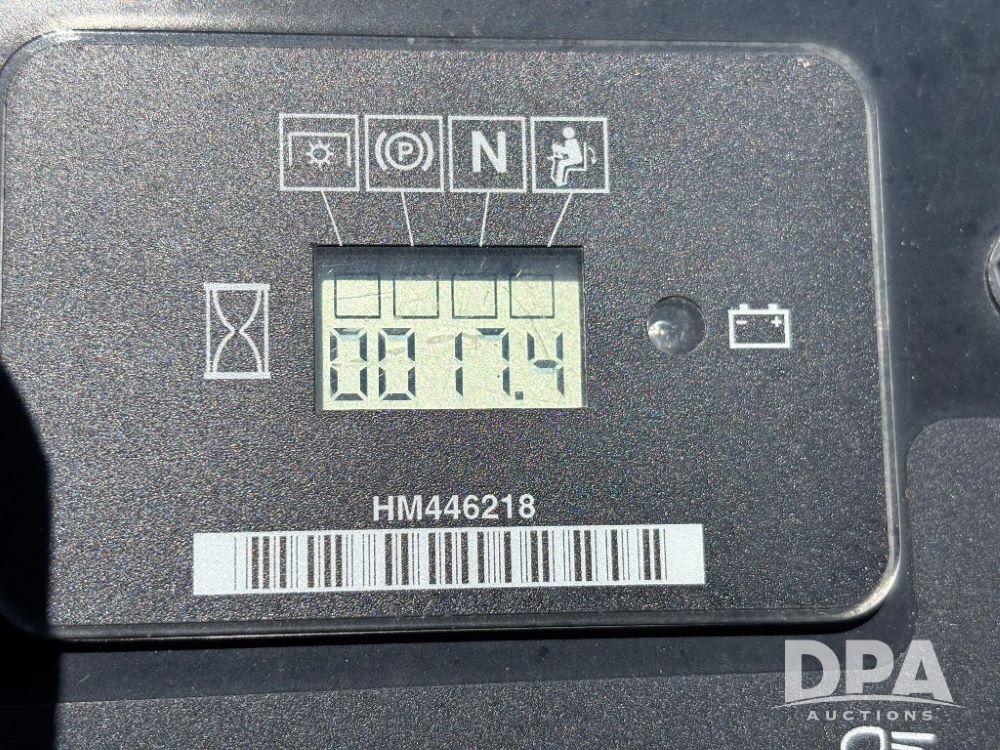 P N
0017.4
HM446218
DPA
AUCTIONS